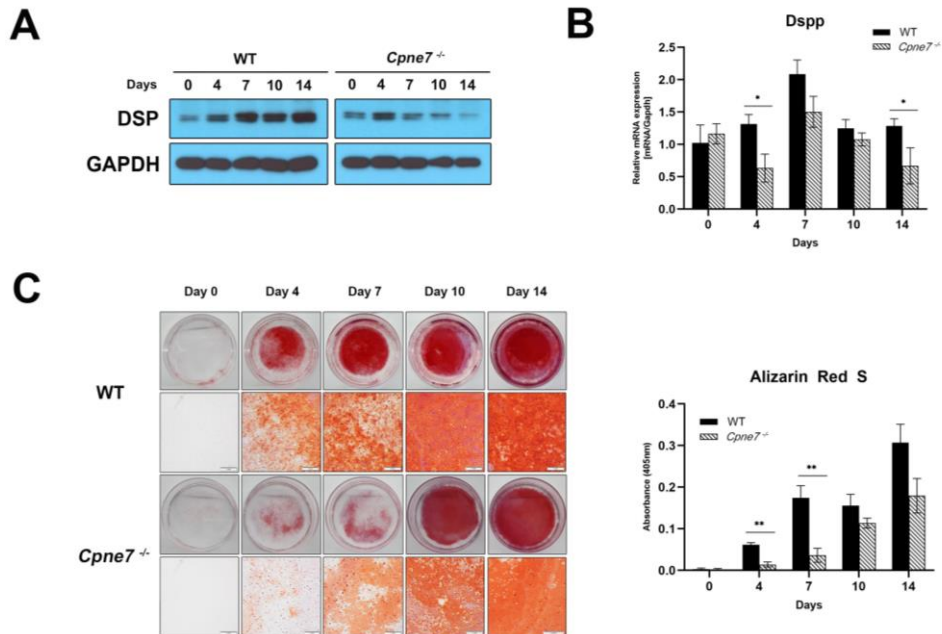 A
WT
Cpne7 -/-
Days
0 4 7 10 14
0 4 7 10 14
DSP
GAPDH
B
Dspp
WT
Cpne7 -/-
Relative mRNA expression
[mRNA/Gapdh]
2.5
2.0
1.5
1.0
0.5
0.0
*
*
0 4 7 10 14
Days
C
Day 0 Day 4 Day 7 Day 10 Day 14
WT
Cpne7 -/-
Alizarin Red S
WT
Cpne7 -/-
Absorbance (405nm)
0.4
0.3
0.2
0.1
0.0
**
**
0 4 7 10 14
Days